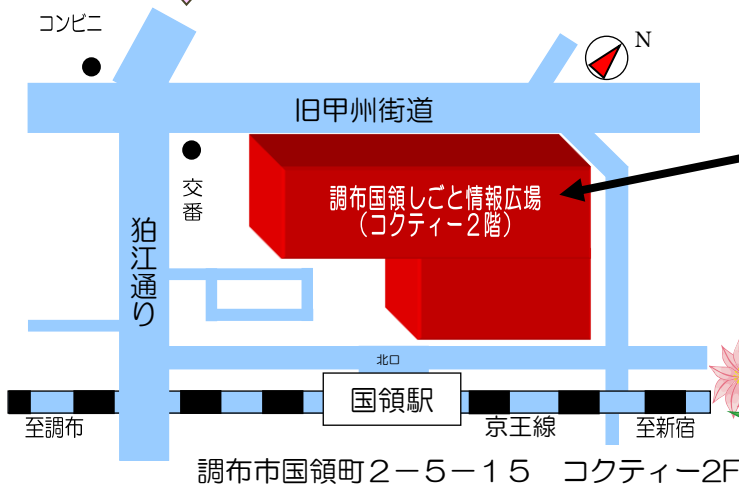 コンビニ
N
旧甲州街道
交番
調布国領しごと情報広場
（コクティー２階）
狛江通り
北口
国領駅
至調布
京王線
至新宿
調布市国領町２－５－１５　コクティー2F